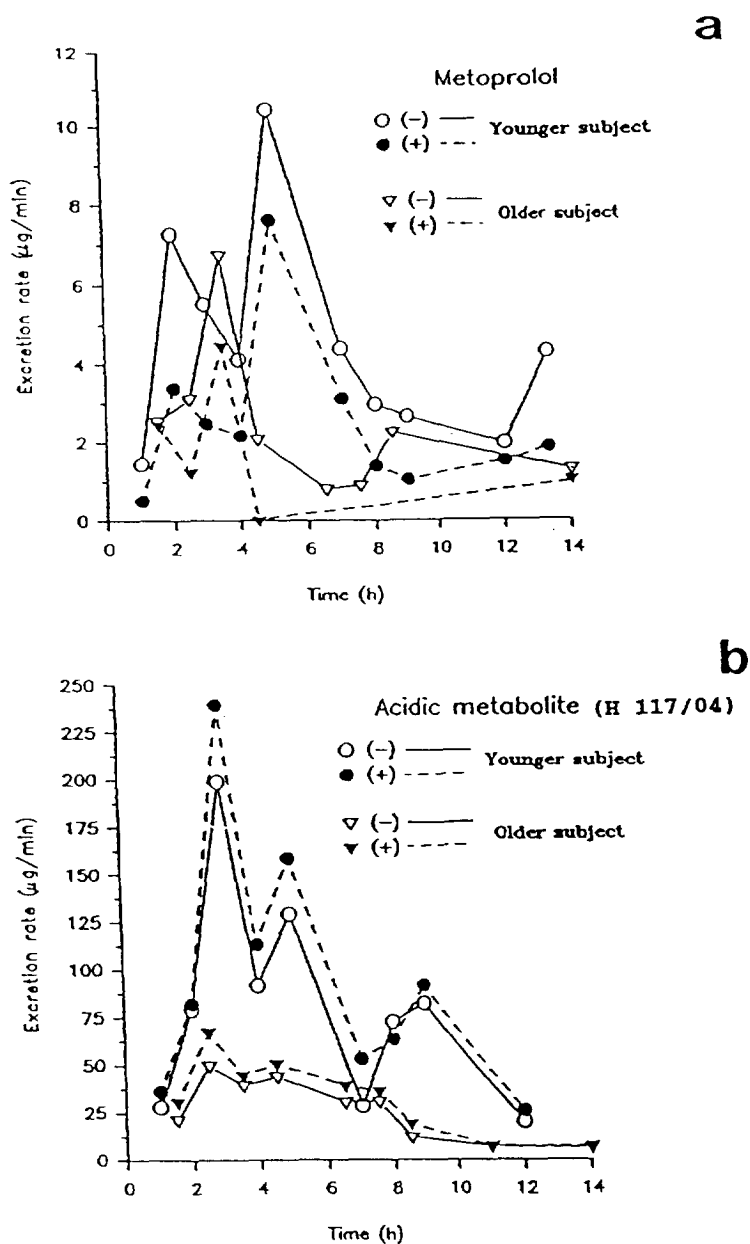 a
Metoprolol
(-) Younger subject
(+)
(-) Older subject
(+)
12
10
8
6
4
2
0
Excretion rate (µg/min)
0 2 4 6 8 10 12 14
Time (h)
b
Acidic metabolite (H 117/04)
(-) Younger subject
(+)
(-) Older subject
(+)
250
225
200
175
150
125
100
75
50
25
0
Excretion rate (µg/min)
0 2 4 6 8 10 12 14
Time (h)